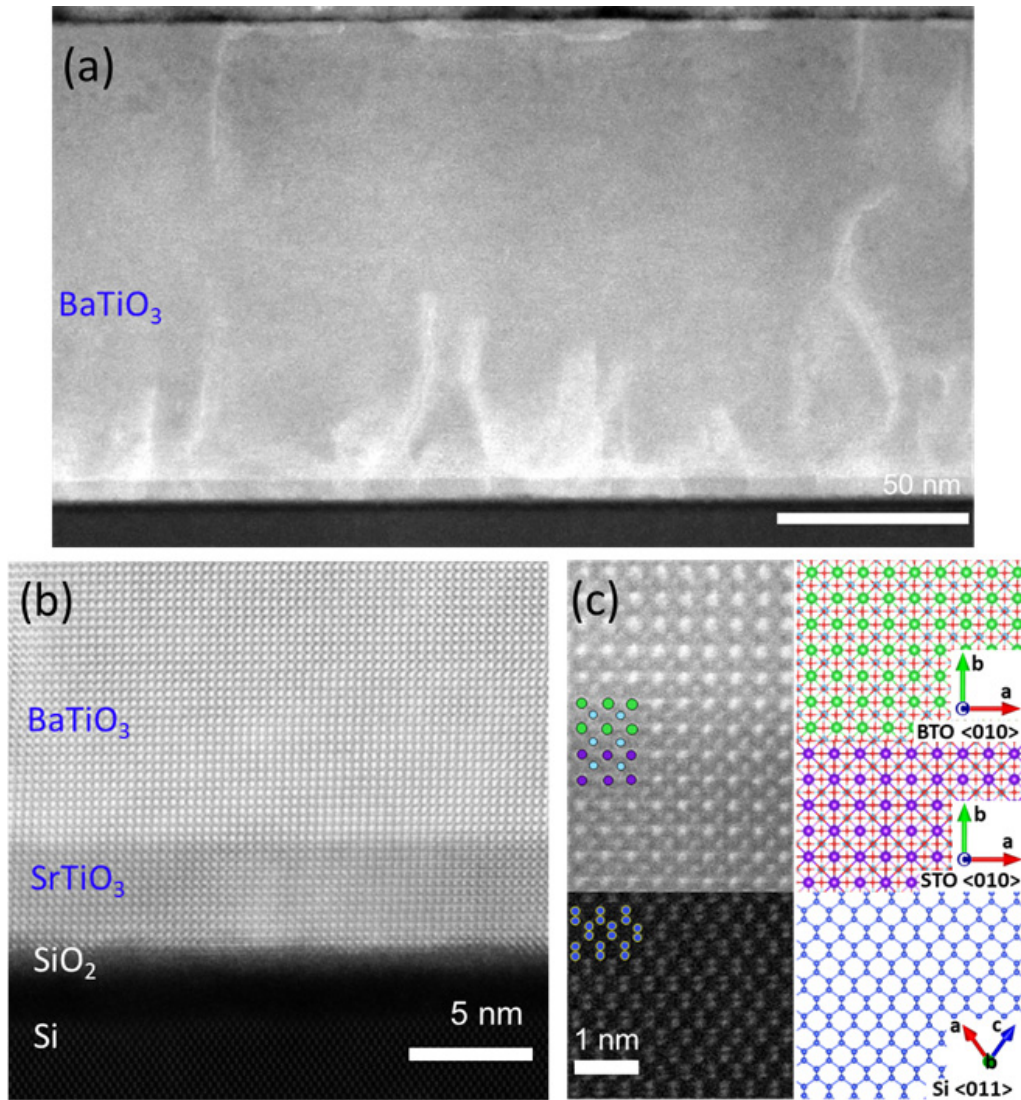 (a)
BaTiO₃
50 nm
(b)
BaTiO₃
SrTiO₃
SiO₂
Si
5 nm
(c)
1 nm
b
a
BTO <010>
b
a
STO <010>
a
c
b
Si <011>